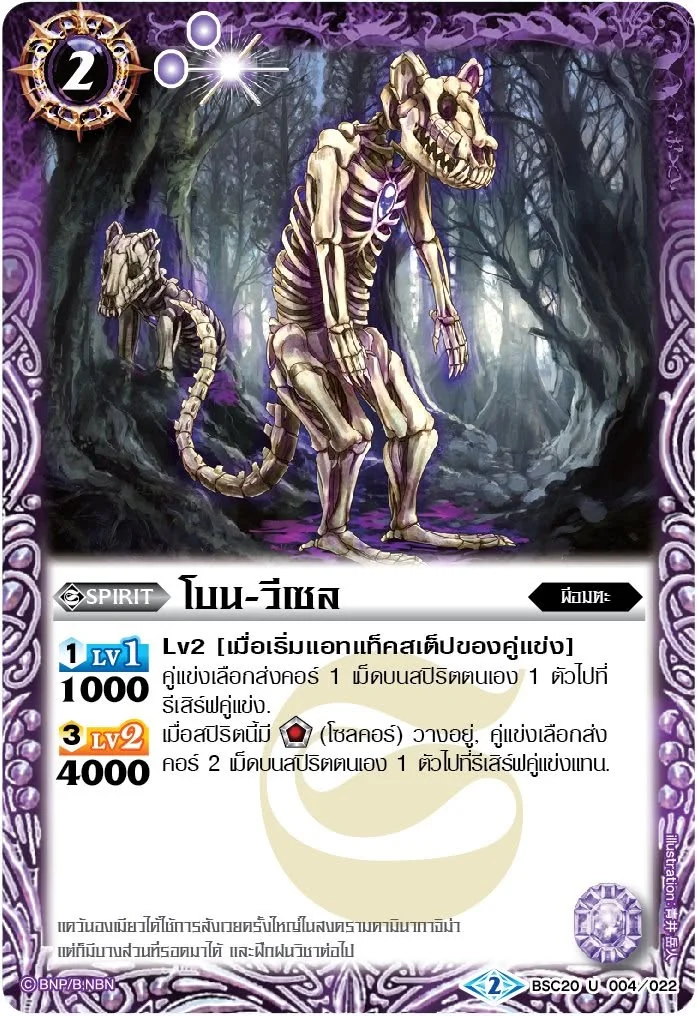 2
SPIRIT โบน-วีเซล ผีอมตะ
1 LV1
1000
3 LV2
4000
Lv2 [เมื่อเริ่มแอทแท็คสเต็ปของคู่แข่ง]
คู่แข่งเลือกส่งคอร์ 1 เม็ดบนสปิริตตนเอง 1 ตัวไปที่
รีเสิร์ฟคู่แข่ง.
เมื่อสปิริตนี้มี (โซลคอร์) วางอยู่, คู่แข่งเลือกส่ง
คอร์ 2 เม็ดบนสปิริตตนเอง 1 ตัวไปที่รีเสิร์ฟคู่แข่งแทน.
แคว้นองเมียวได้ใช้การสังเวยครั้งใหญ่ในสงครามคามินากาจิม่า
แต่ก็มีบางส่วนที่รอดมาได้ และฝึกฝนวิชาต่อไป
illustration: 青井 岳人
©BNP/B,NBN
2
BSC20 U 004/022